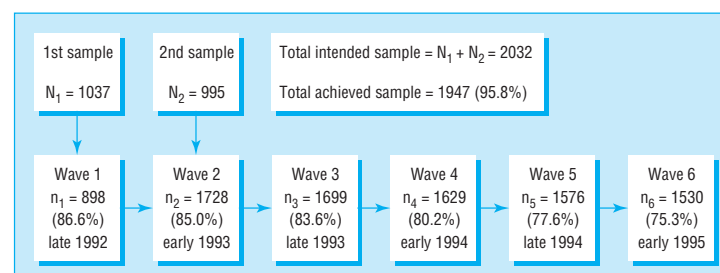 1st sample
N₁ = 1037
2nd sample
N₂ = 995
Total intended sample = N₁ + N₂ = 2032
Total achieved sample = 1947 (95.8%)
Wave 1
n₁ = 898
(86.6%)
late 1992
Wave 2
n₂ = 1728
(85.0%)
early 1993
Wave 3
n₃ = 1699
(83.6%)
late 1993
Wave 4
n₄ = 1629
(80.2%)
early 1994
Wave 5
n₅ = 1576
(77.6%)
late 1994
Wave 6
n₆ = 1530
(75.3%)
early 1995